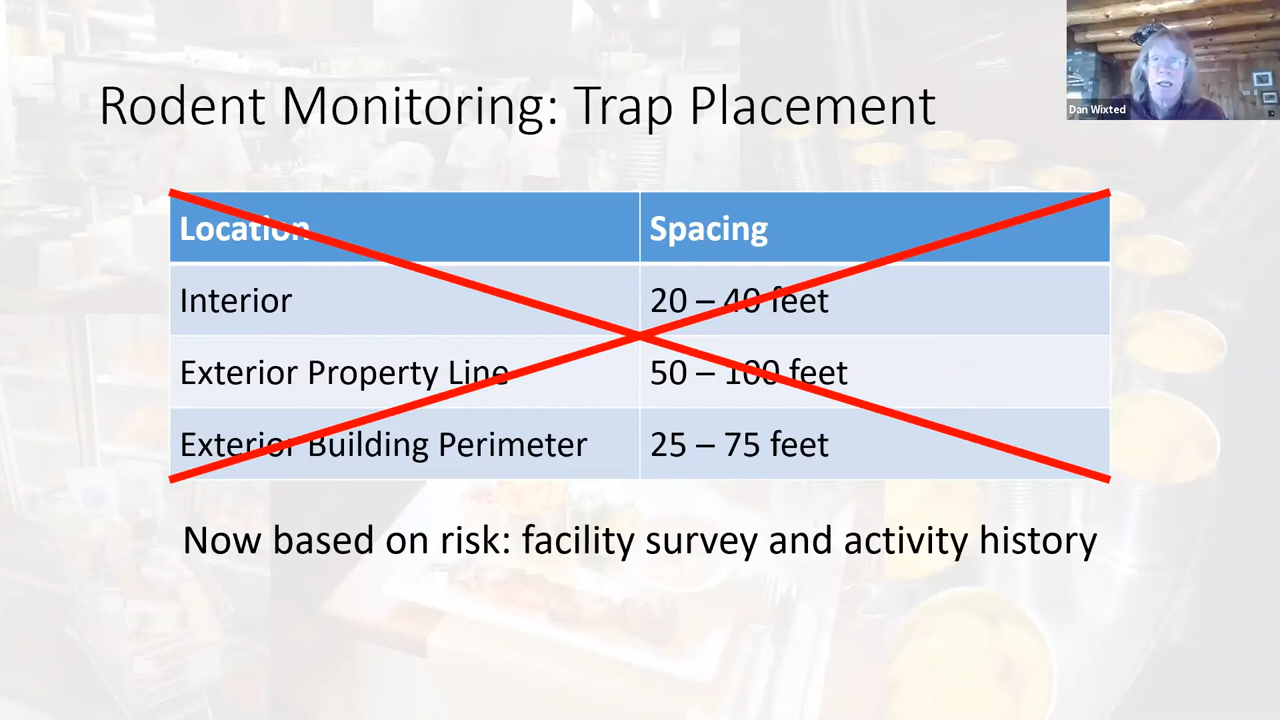 Rodent Monitoring: Trap Placement
Dan Wixted
Location Spacing
Interior 20 – 40 feet
Exterior Property Line 50 – 100 feet
Exterior Building Perimeter 25 – 75 feet
Now based on risk: facility survey and activity history